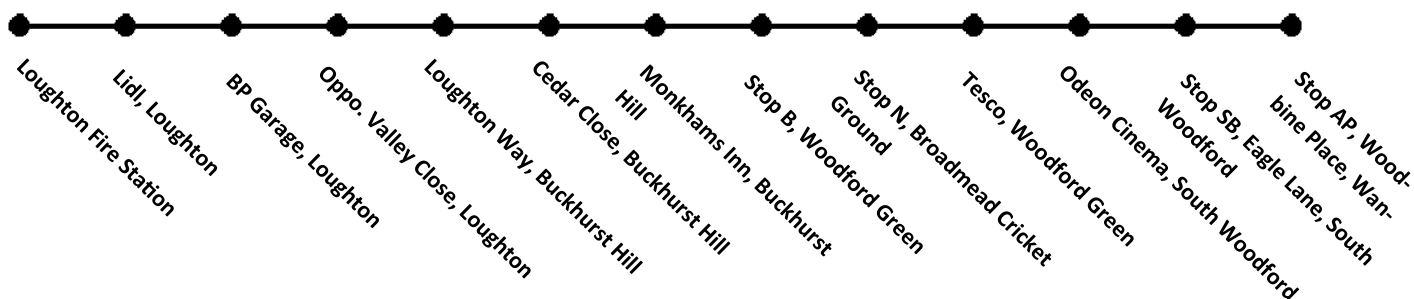 Loughton Fire Station
Lidl, Loughton
BP Garage, Loughton
Oppo. Valley Close, Loughton
Loughton Way, Buckhurst Hill
Cedar Close, Buckhurst Hill
Monkhams Inn, Buckhurst
Hill
Stop B, Woodford Green
Stop N, Broadmead Cricket
Ground
Tesco, Woodford Green
Odeon Cinema, South Woodford
Stop SB, Eagle Lane, South
Woodford
Stop AP, Wood-
bine Place, Wan-